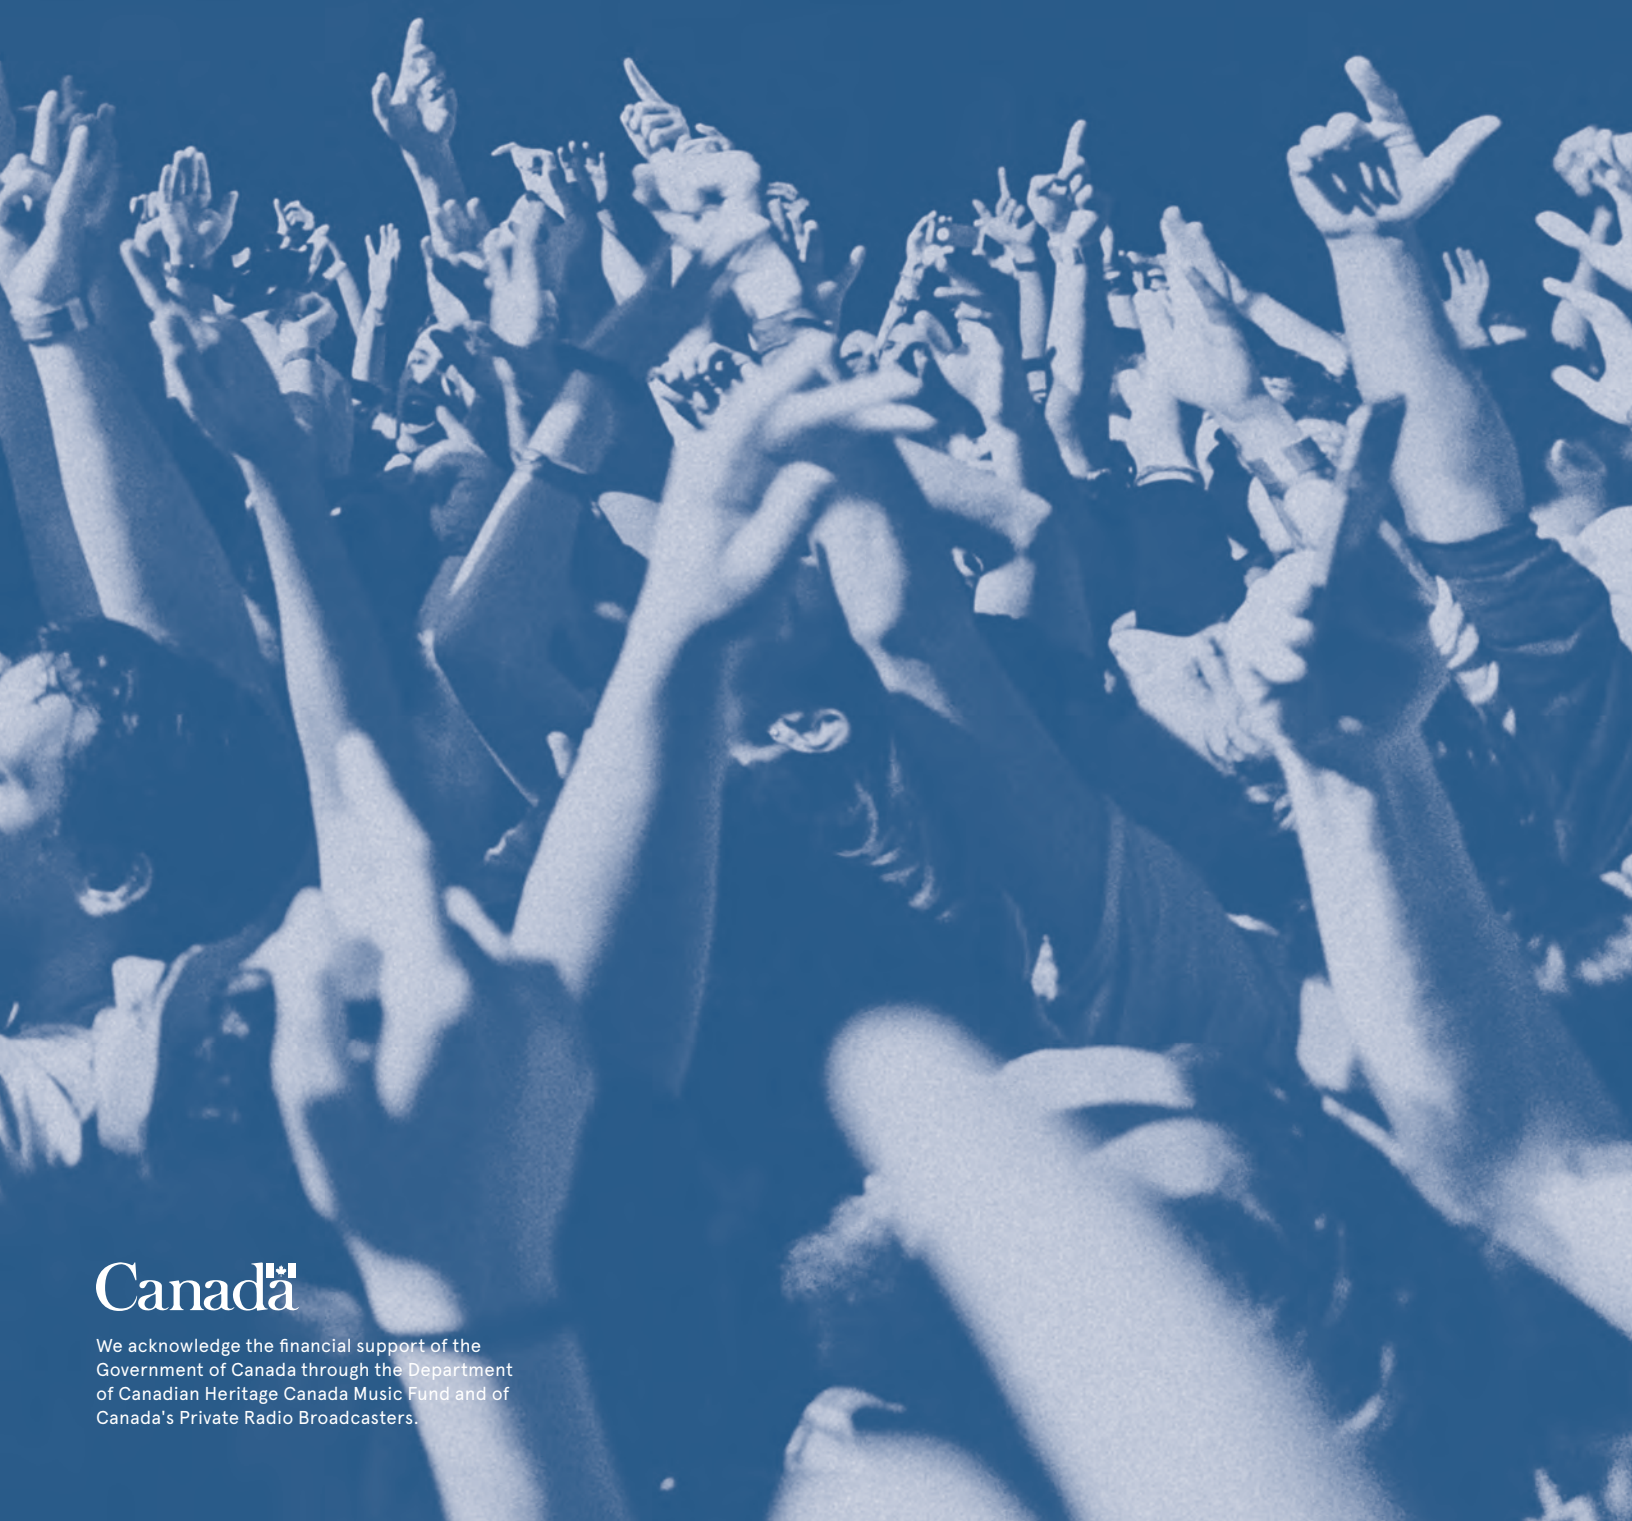 Canada
We acknowledge the financial support of the
Government of Canada through the Department
of Canadian Heritage Canada Music Fund and of
Canada's Private Radio Broadcasters.